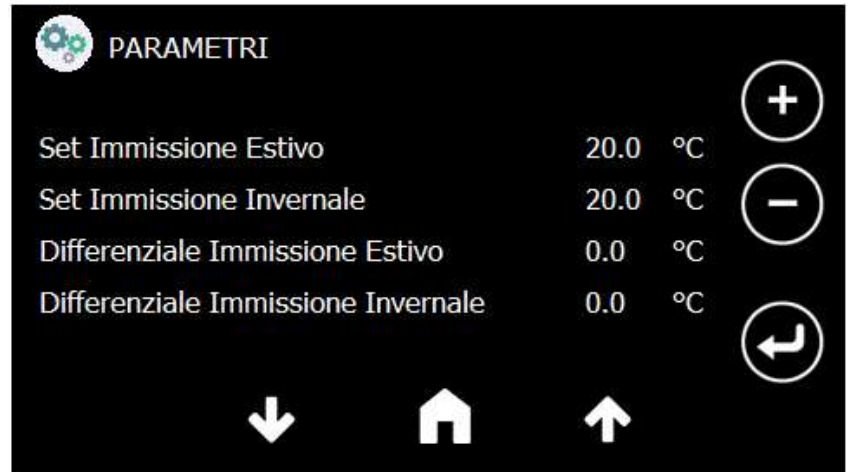 PARAMETRI
Set Immissione Estivo 20.0 °C
Set Immissione Invernale 20.0 °C
Differenziale Immissione Estivo 0.0 °C
Differenziale Immissione Invernale 0.0 °C